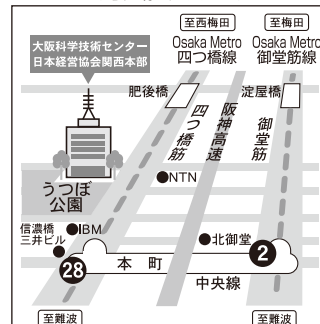 至西梅田
至梅田
Osaka Metro
四つ橋線
Osaka Metro
御堂筋線
大阪科学技術センター
日本経営協会関西本部
肥後橋
淀屋橋
四つ橋筋
阪神高速
御堂筋
うつぼ
公園
NTN
信濃橋
三井ビル
IBM
北御堂
28
本町
2
中央線
至難波
至難波